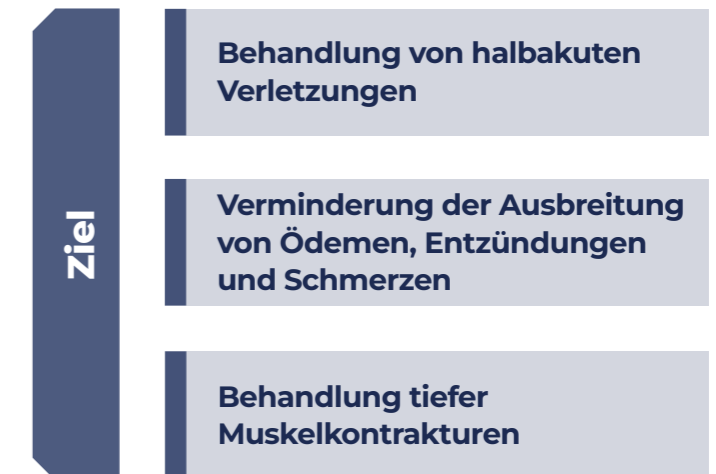 Ziel
Behandlung von halbakuten
Verletzungen
Verminderung der Ausbreitung
von Ödemen, Entzündungen
und Schmerzen
Behandlung tiefer
Muskelkontrakturen